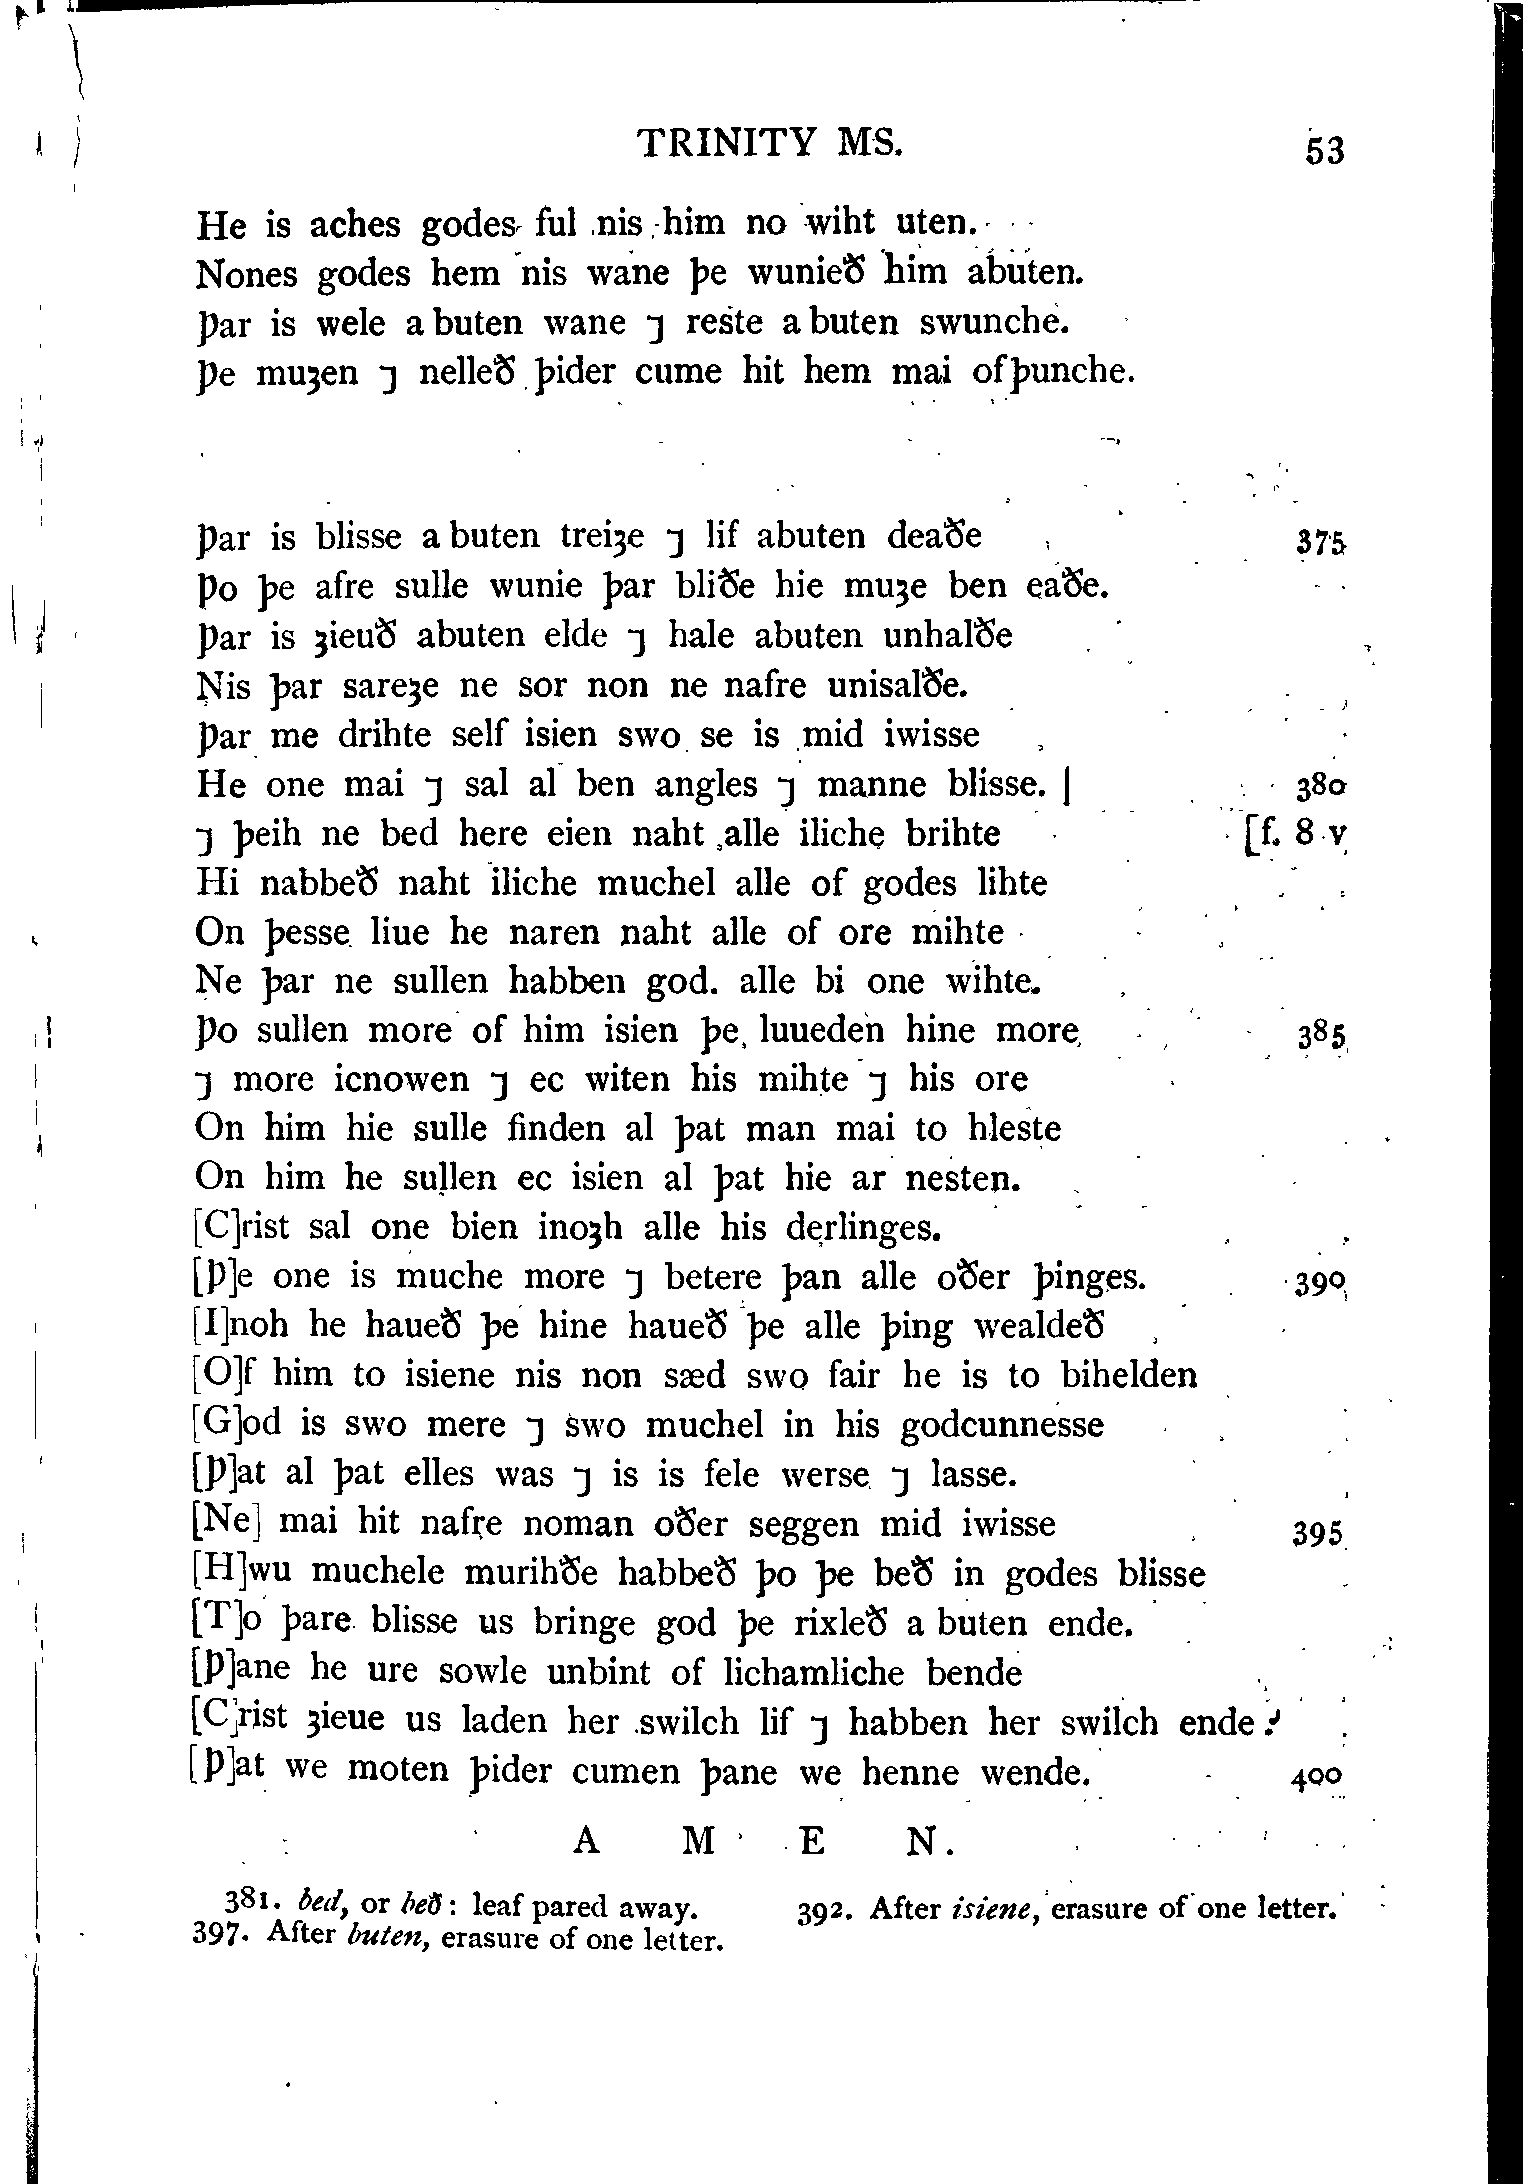 TRINITY MS. 53
He is aches godes ful nis him no wiht uten.
Nones godes hem nis wane þe wunieð him abuten.
Þar is wele a buten wane ⁊ reste a buten swunche.
Þe muȝen ⁊ nelleð þider cume hit hem mai ofþunche.
Þar is blisse a buten treiȝe ⁊ lif abuten deaðe 375
Þo þe afre sulle wunie þar bliðe hie muȝe ben eaðe.
Þar is ȝieuð abuten elde ⁊ hale abuten unhalðe
Nis þar sareȝe ne sor non ne nafre unisalðe.
Þar me drihte self isien swo se is mid iwisse
He one mai ⁊ sal al ben angles ⁊ manne blisse. | 380
⁊ þeih ne bed here eien naht alle iliche brihte [f. 8 v
Hi nabbeð naht iliche muchel alle of godes lihte
On þesse liue he naren naht alle of ore mihte
Ne þar ne sullen habben god. alle bi one wihte.
Þo sullen more of him isien þe luueden hine more 385
⁊ more icnowen ⁊ ec witen his mihte ⁊ his ore
On him hie sulle finden al þat man mai to hleste
On him he sullen ec isien al þat hie ar nesten.
[C]rist sal one bien inoȝh alle his derlinges.
[Þ]e one is muche more ⁊ betere þan alle oðer þinges. 390
[I]noh he haueð þe hine haueð þe alle þing wealdeð
[O]f him to isiene nis non sæd swo fair he is to bihelden
[G]od is swo mere ⁊ swo muchel in his godcunnesse
[Þ]at al þat elles was ⁊ is is fele werse ⁊ lasse.
[Ne] mai hit nafre noman oðer seggen mid iwisse 395
[H]wu muchele murihðe habbeð þo þe beð in godes blisse
[T]o þare blisse us bringe god þe rixleð a buten ende.
[Þ]ane he ure sowle unbint of lichamliche bende
[C]rist ȝieue us laden her swilch lif ⁊ habben her swilch ende.
[Þ]at we moten þider cumen þane we henne wende. 400
A M E N.
381. bed, or beð: leaf pared away. 392. After isiene, erasure of one letter.
397. After buten, erasure of one letter.